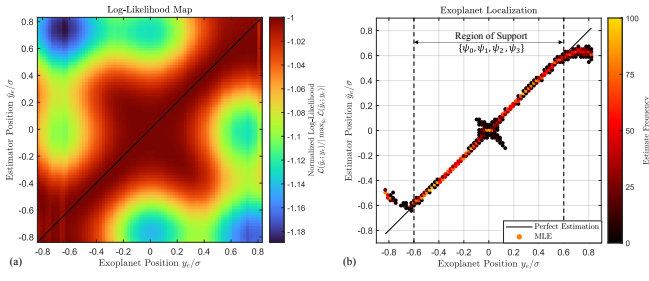 Log-Likelihood Map
Estimator Position ŷₑ/σ
0.8
0.6
0.4
0.2
0
-0.2
-0.4
-0.6
-0.8
-0.8 -0.6 -0.4 -0.2 0 0.2 0.4 0.6 0.8
Exoplanet Position yₑ/σ
(a)
-1
-1.02
-1.04
-1.06
-1.08
-1.1
-1.12
-1.14
-1.16
-1.18
Normalized Log-Likelihood
Exoplanet Localization
Region of Support
{ψ₀, ψ₁, ψ₂, ψ₃}
Estimator Position ŷₑ/σ
0.8
0.6
0.4
0.2
0
-0.2
-0.4
-0.6
-0.8
Perfect Estimation
MLE
-0.8 -0.6 -0.4 -0.2 0 0.2 0.4 0.6 0.8
Exoplanet Position yₑ/σ
(b)
100
75
50
25
0
Estimate Frequency